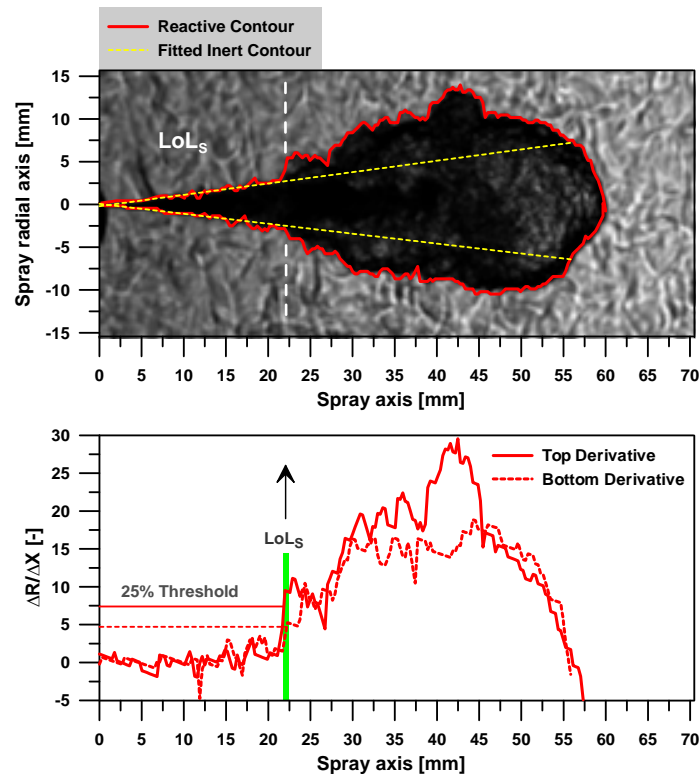 Reactive Contour
Fitted Inert Contour
Spray radial axis [mm]
15
10
5
0
-5
-10
-15
LoLS
0 5 10 15 20 25 30 35 40 45 50 55 60 65 70
Spray axis [mm]
ΔR/ΔX [-]
30
25
20
15
10
5
0
-5
Top Derivative
Bottom Derivative
LoLS
25% Threshold
0 5 10 15 20 25 30 35 40 45 50 55 60 65 70
Spray axis [mm]